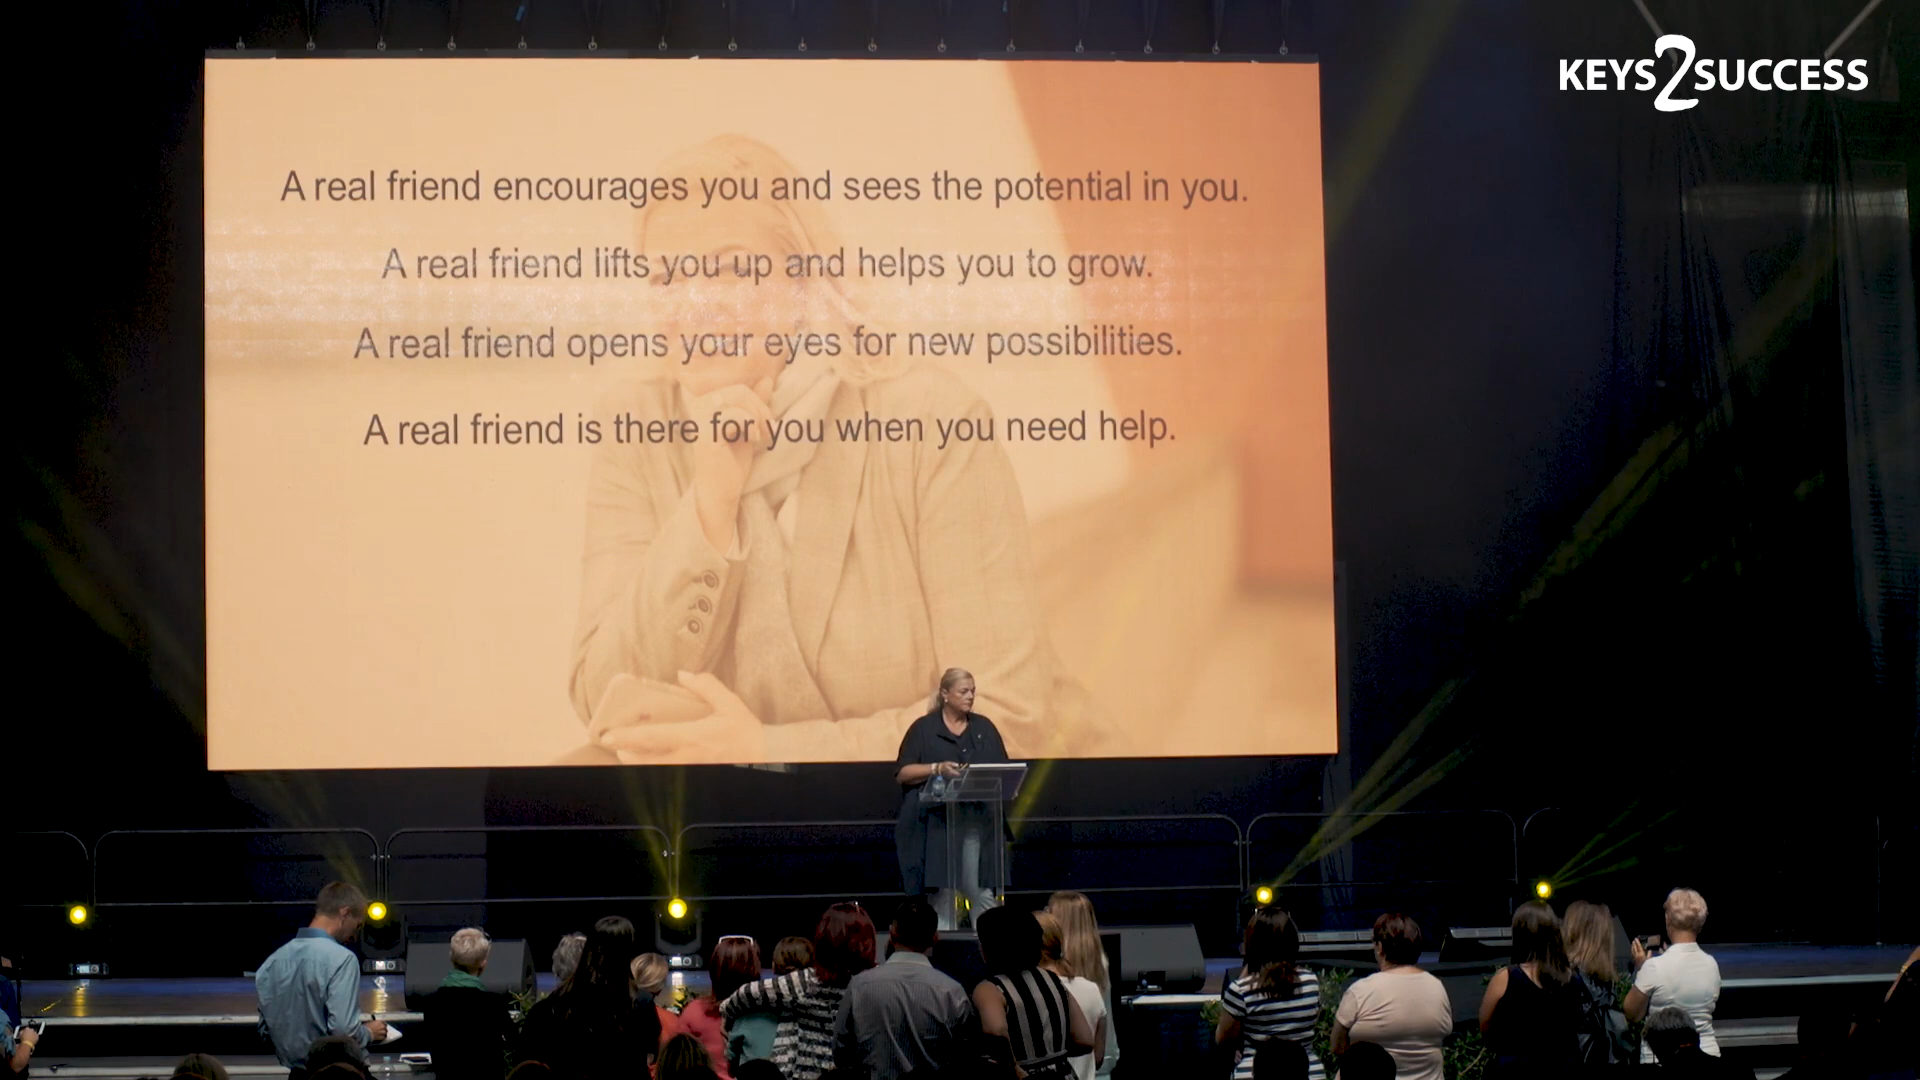 KEYS2SUCCESS
A real friend encourages you and sees the potential in you.
A real friend lifts you up and helps you to grow.
A real friend opens your eyes for new possibilities.
A real friend is there for you when you need help.